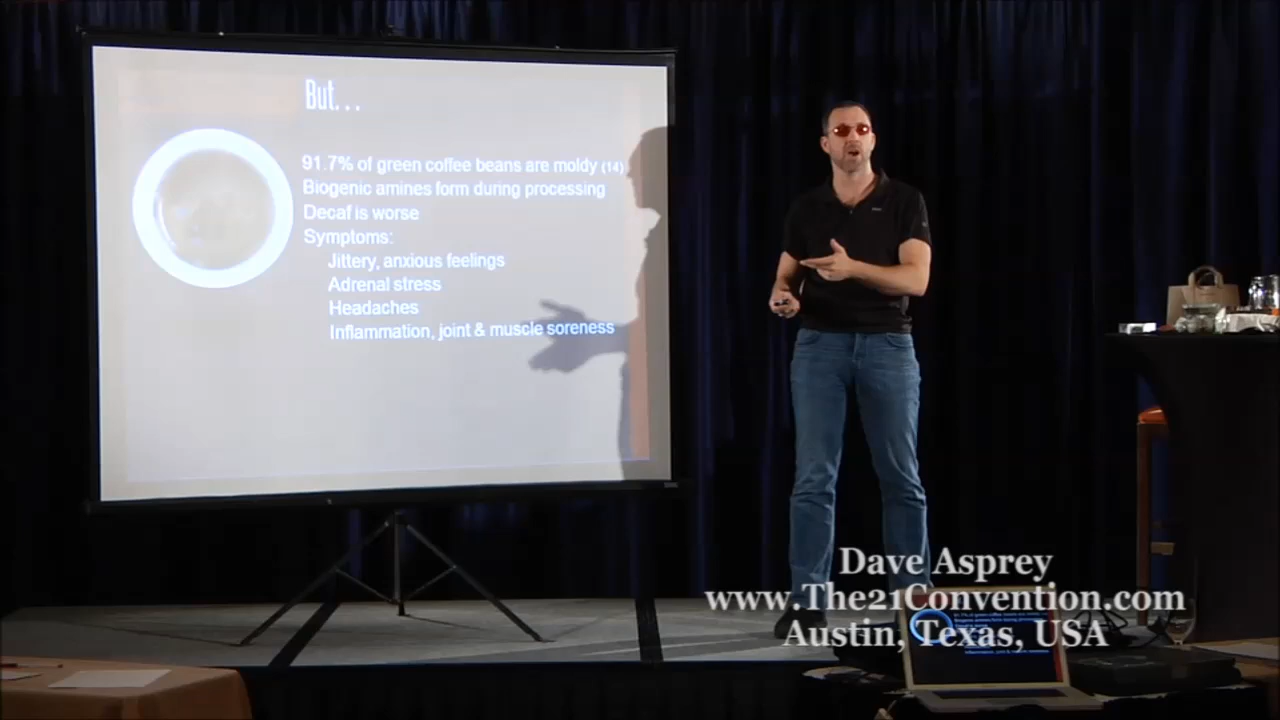 But...
91.7% of green coffee beans are moldy (14)
Biogenic amines form during processing
Decaf is worse
Symptoms:
Jittery, anxious feelings
Adrenal stress
Headaches
Inflammation, joint & muscle soreness
Dave Asprey
www.The21Convention.com
Austin, Texas, USA